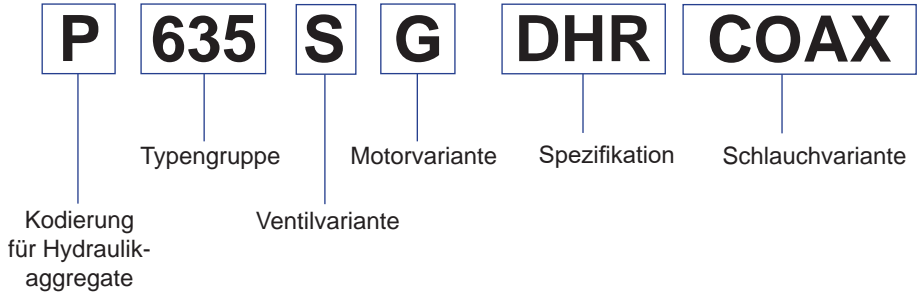 P 635 S G DHR COAX
Typengruppe Motorvariante Spezifikation Schlauchvariante
Kodierung
für Hydraulik-
aggregate
Ventilvariante